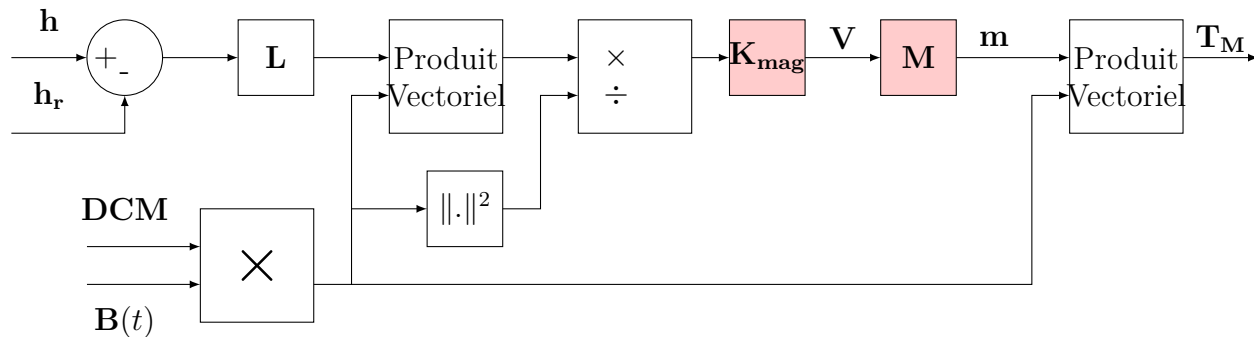 h
h_r
+
-
L
Produit
Vectoriel
×
÷
K_mag
V
M
m
Produit
Vectoriel
T_M
‖.‖²
DCM
×
B(t)